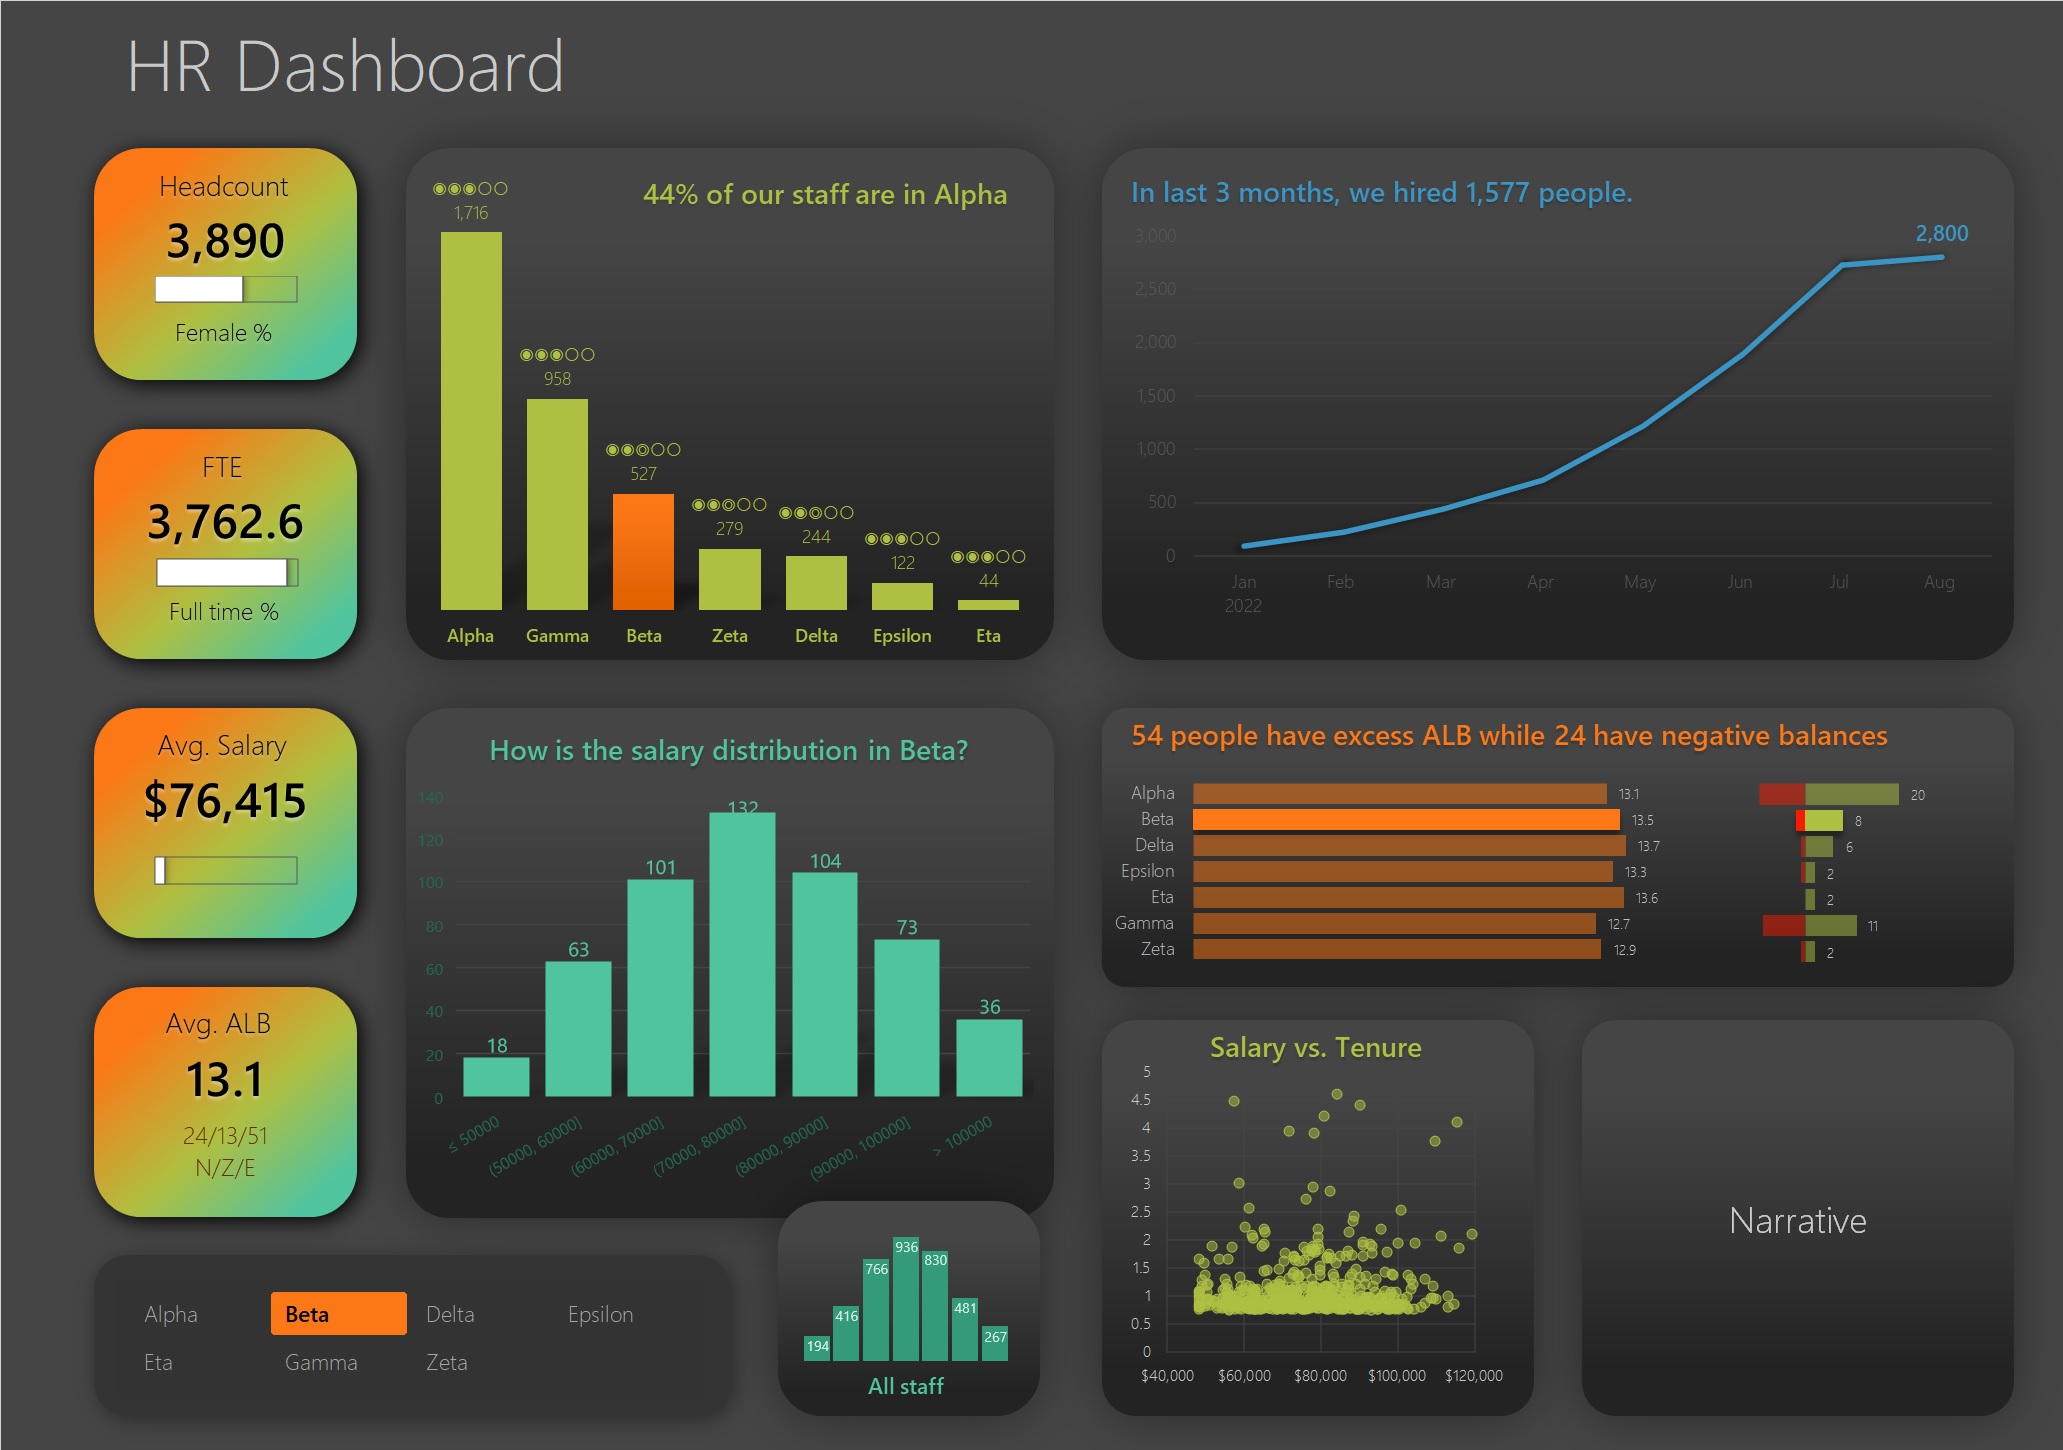 HR Dashboard
Headcount
3,890
Female %
FTE
3,762.6
Full time %
Avg. Salary
$76,415
Avg. ALB
13.1
24/13/51
N/Z/E
44% of our staff are in Alpha
◉◉◉○○ ◉◉◉○○ ◉◉◎○○ ◉◉◎○○ ◉◉◎○○ ◉◉◉○○ ◉◉◉○○
1,716 958 527 279 244 122 44
Alpha Gamma Beta Zeta Delta Epsilon Eta
In last 3 months, we hired 1,577 people.
2,800
3,000
2,500
2,000
1,500
1,000
500
0
Jan Feb Mar Apr May Jun Jul Aug
2022
How is the salary distribution in Beta?
140
120
100
80
60
40
20
0
18 63 101 132 104 73 36
≤ 50000 (50000, 60000] (60000, 70000] (70000, 80000] (80000, 90000] (90000, 100000] > 100000
54 people have excess ALB while 24 have negative balances
Alpha 13.1 20
Beta 13.5 8
Delta 13.7 6
Epsilon 13.3 2
Eta 13.6 2
Gamma 12.7 11
Zeta 12.9 2
Alpha Beta Delta Epsilon
Eta Gamma Zeta
194 416 766 936 830 481 267
All staff
Salary vs. Tenure
5
4.5
4
3.5
3
2.5
2
1.5
1
0.5
0
$40,000 $60,000 $80,000 $100,000 $120,000
Narrative